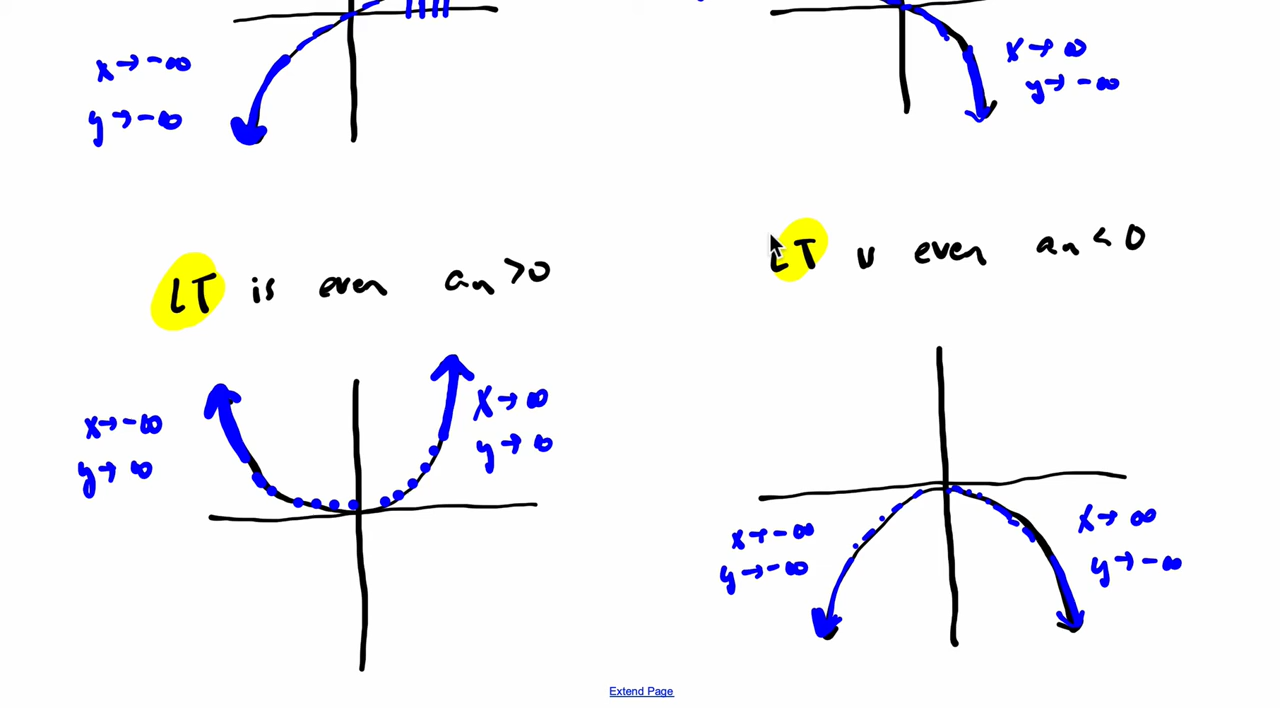 x → -∞
y → -∞
x → ∞
y → -∞
LT is even an > 0
LT is even an < 0
x → -∞
y → ∞
x → ∞
y → ∞
x → -∞
y → -∞
x → ∞
y → -∞
Extend Page